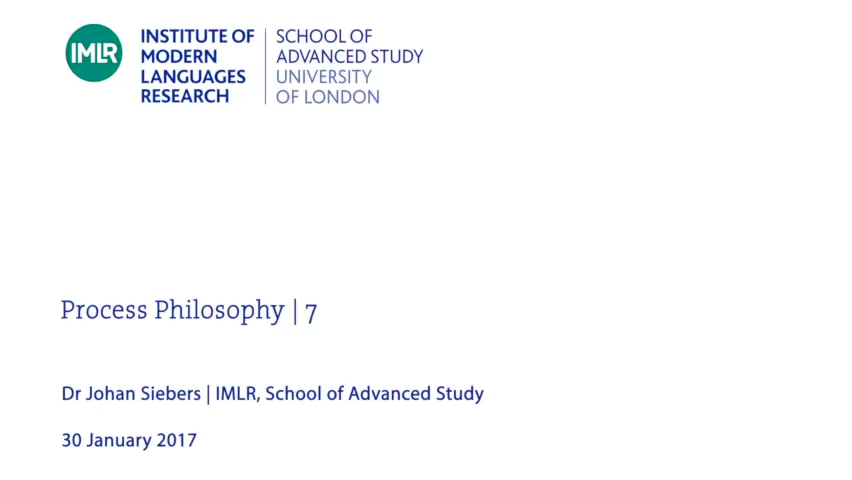 IMLR
INSTITUTE OF
MODERN
LANGUAGES
RESEARCH
SCHOOL OF
ADVANCED STUDY
UNIVERSITY
OF LONDON
Process Philosophy | 7
Dr Johan Siebers | IMLR, School of Advanced Study
30 January 2017